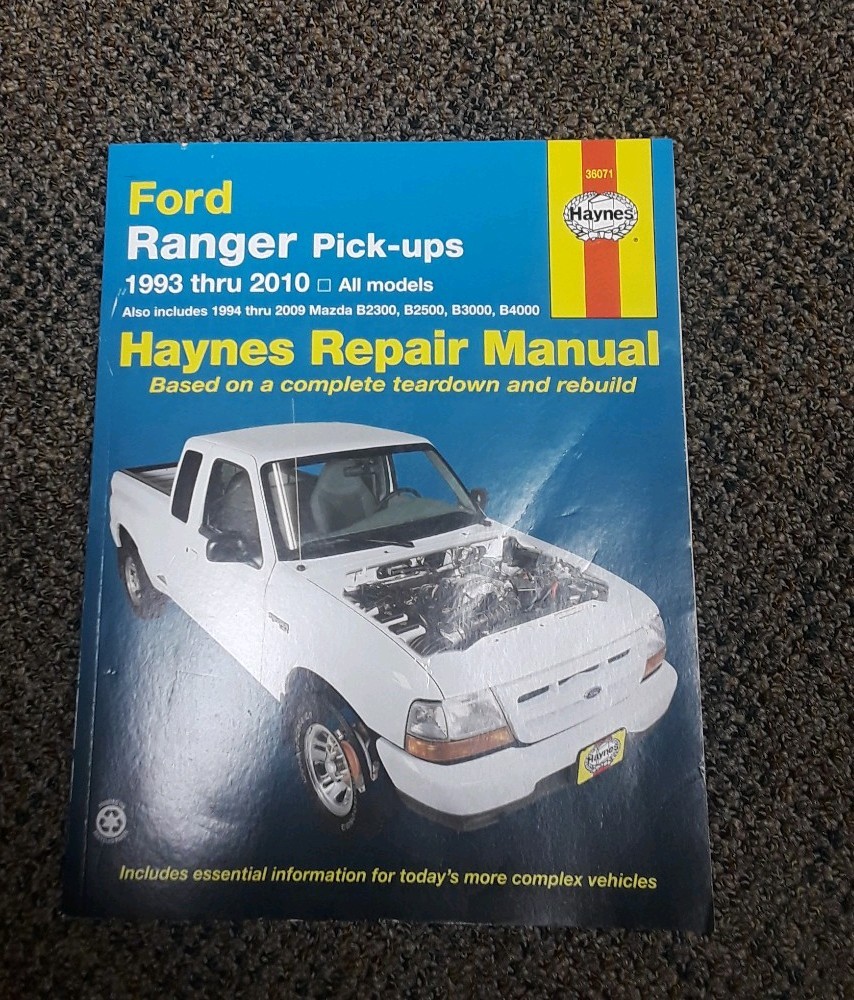 36071
Haynes
®
Ford
Ranger Pick-ups
1993 thru 2010 □ All models
Also includes 1994 thru 2009 Mazda B2300, B2500, B3000, B4000
Haynes Repair Manual
Based on a complete teardown and rebuild
Haynes
Includes essential information for today's more complex vehicles